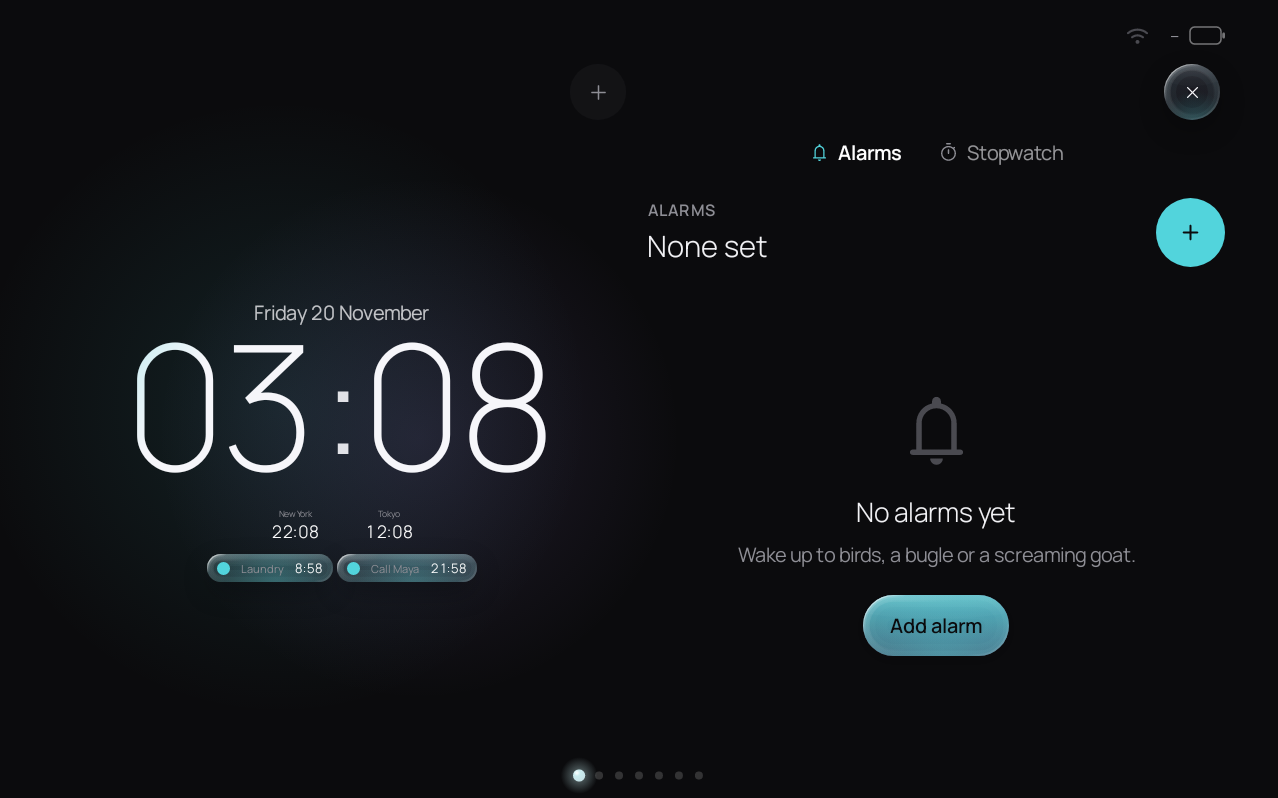 Alarms
Stopwatch
ALARMS
None set
Friday 20 November
03:08
New York
22:08
Tokyo
12:08
Laundry 8:58
Call Maya 21:58
No alarms yet
Wake up to birds, a bugle or a screaming goat.
Add alarm